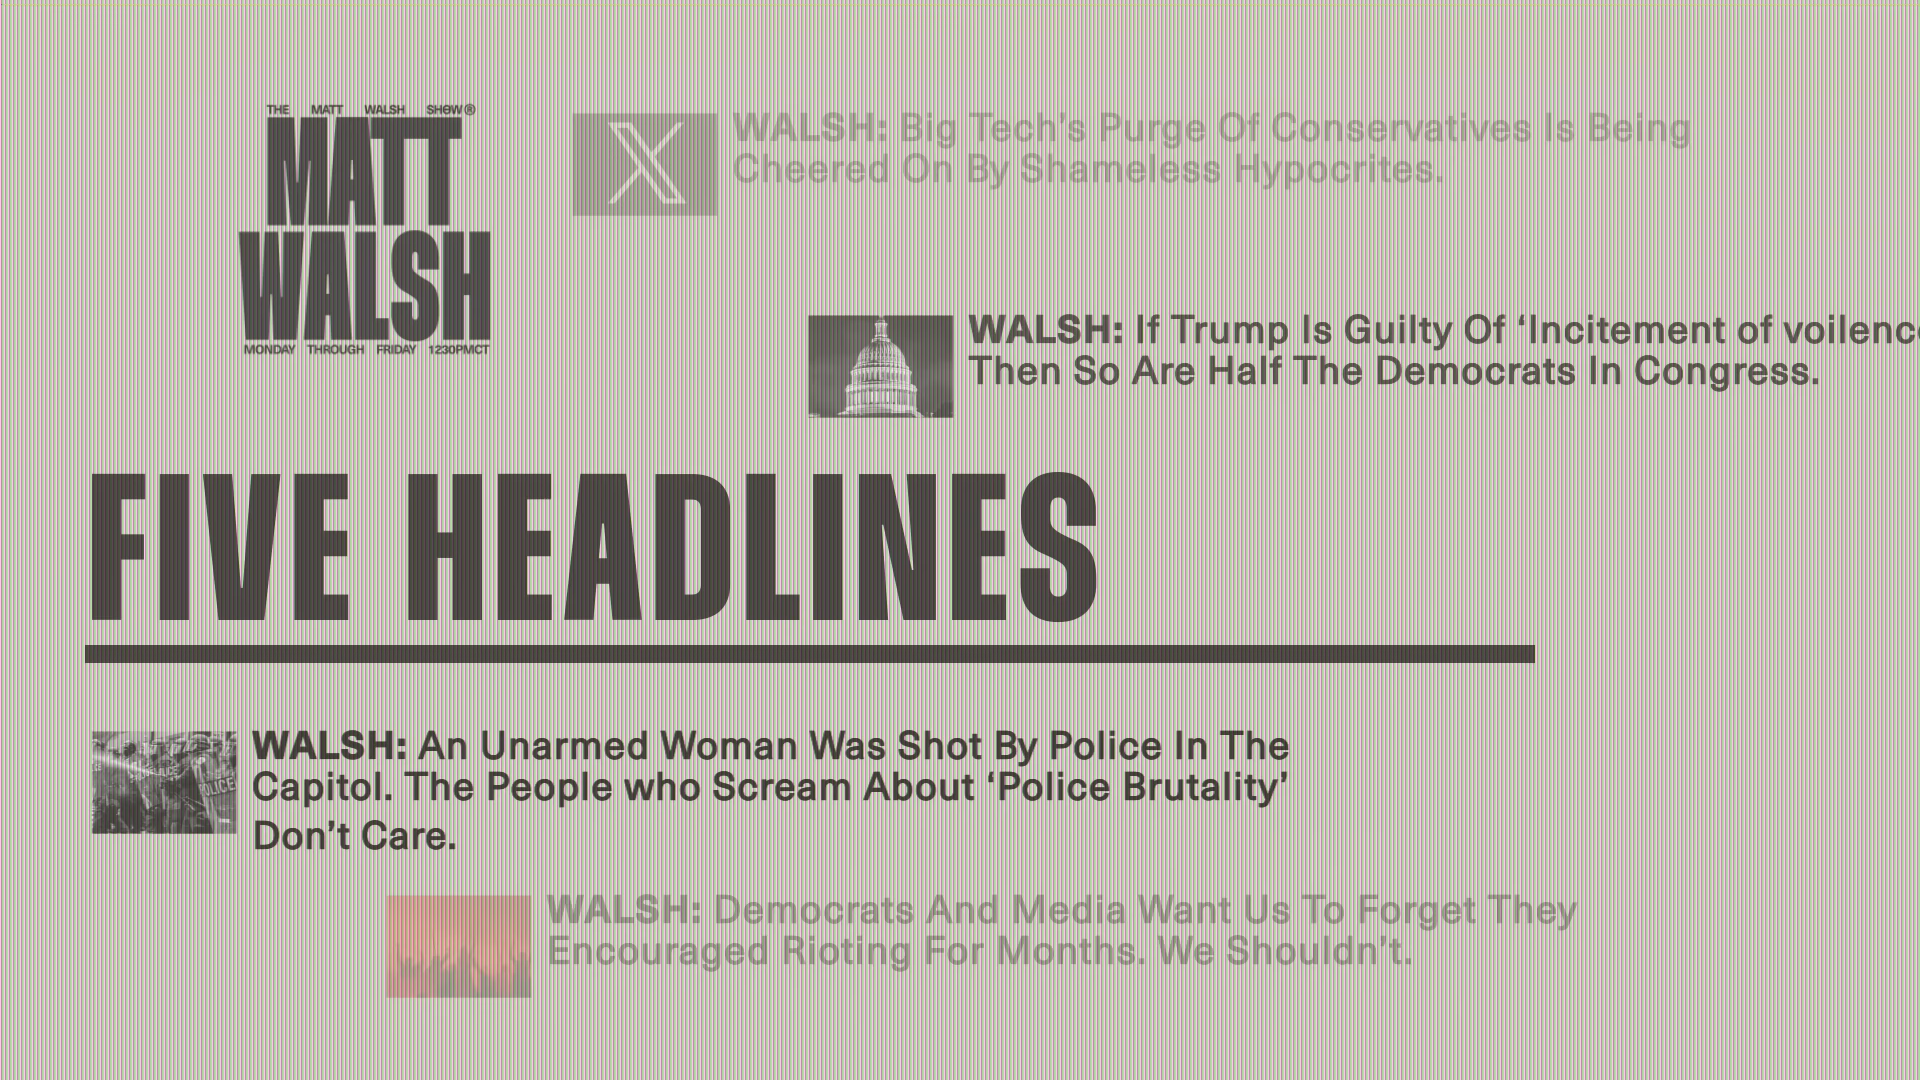 THE MATT WALSH SHOW®
MATT
WALSH
MONDAY THROUGH FRIDAY 1230PMCT
WALSH: Big Tech’s Purge Of Conservatives Is Being
Cheered On By Shameless Hypocrites.
WALSH: If Trump Is Guilty Of ‘Incitement of voilenc
Then So Are Half The Democrats In Congress.
FIVE HEADLINES
POLICE
WALSH: An Unarmed Woman Was Shot By Police In The
Capitol. The People who Scream About ‘Police Brutality’
Don’t Care.
WALSH: Democrats And Media Want Us To Forget They
Encouraged Rioting For Months. We Shouldn’t.